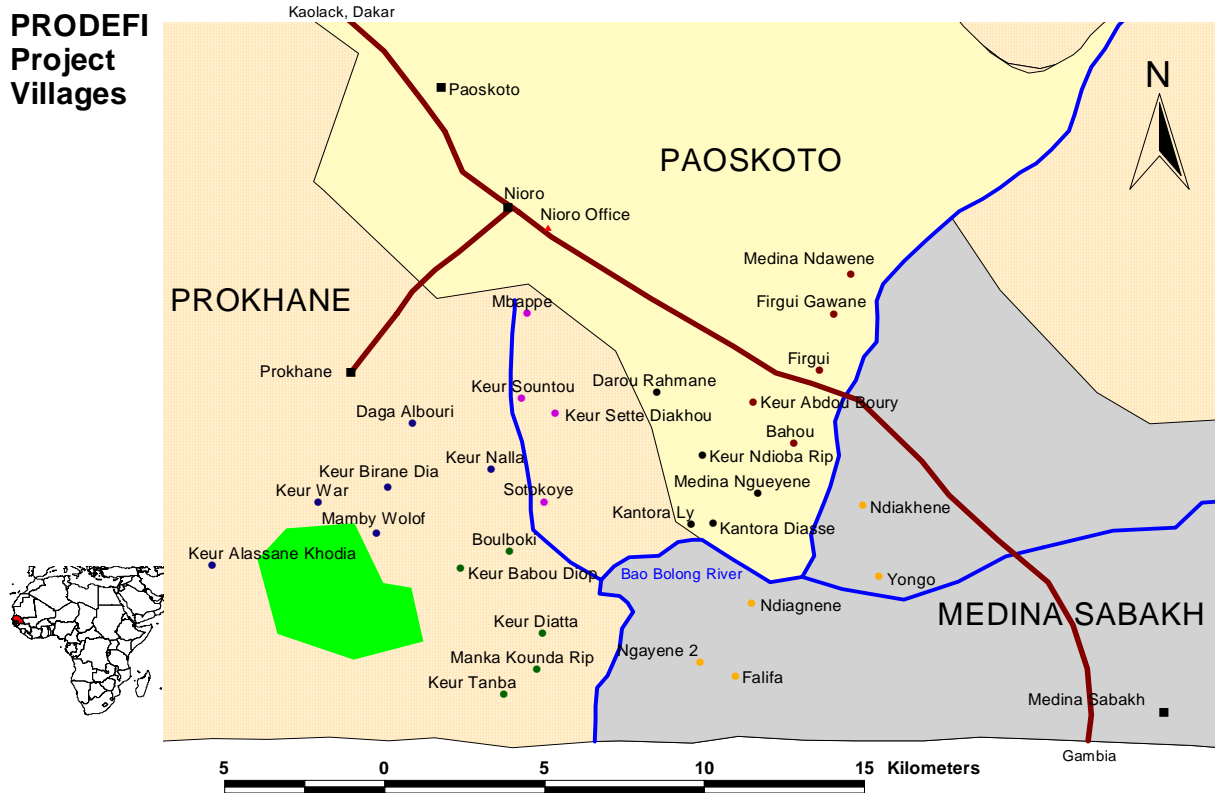 PRODEFI
Project
Villages
Kaolack, Dakar
N
Paoskoto
PAOSKOTO
Nioro
Nioro Office
Medina Ndawene
PROKHANE
Mbappe
Firgui Gawane
Prokhane
Firgui
Keur Sountou
Darou Rahmane
Daga Albouri
Keur Sette Diakhou
Keur Abdou Boury
Bahou
Keur Nalla
Keur Ndioba Rip
Keur Birane Dia
Medina Ngueyene
Keur War
Sotokoye
Mamby Wolof
Kantora Ly
Kantora Diasse
Ndiakhene
Boulboki
Keur Alassane Khodia
Keur Babou Diop
Bao Bolong River
Yongo
Ndiagnene
MEDINA SABAKH
Keur Diatta
Ngayene 2
Manka Kounda Rip
Falifa
Keur Tanba
Medina Sabakh
Gambia
5 0 5 10 15 Kilometers